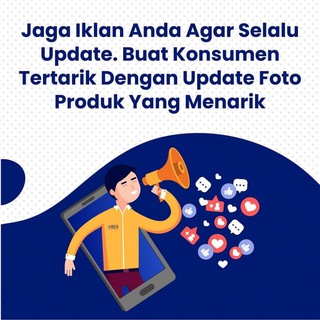 Jaga Iklan Anda Agar Selalu
Update. Buat Konsumen
Tertarik Dengan Update Foto
Produk Yang Menarik